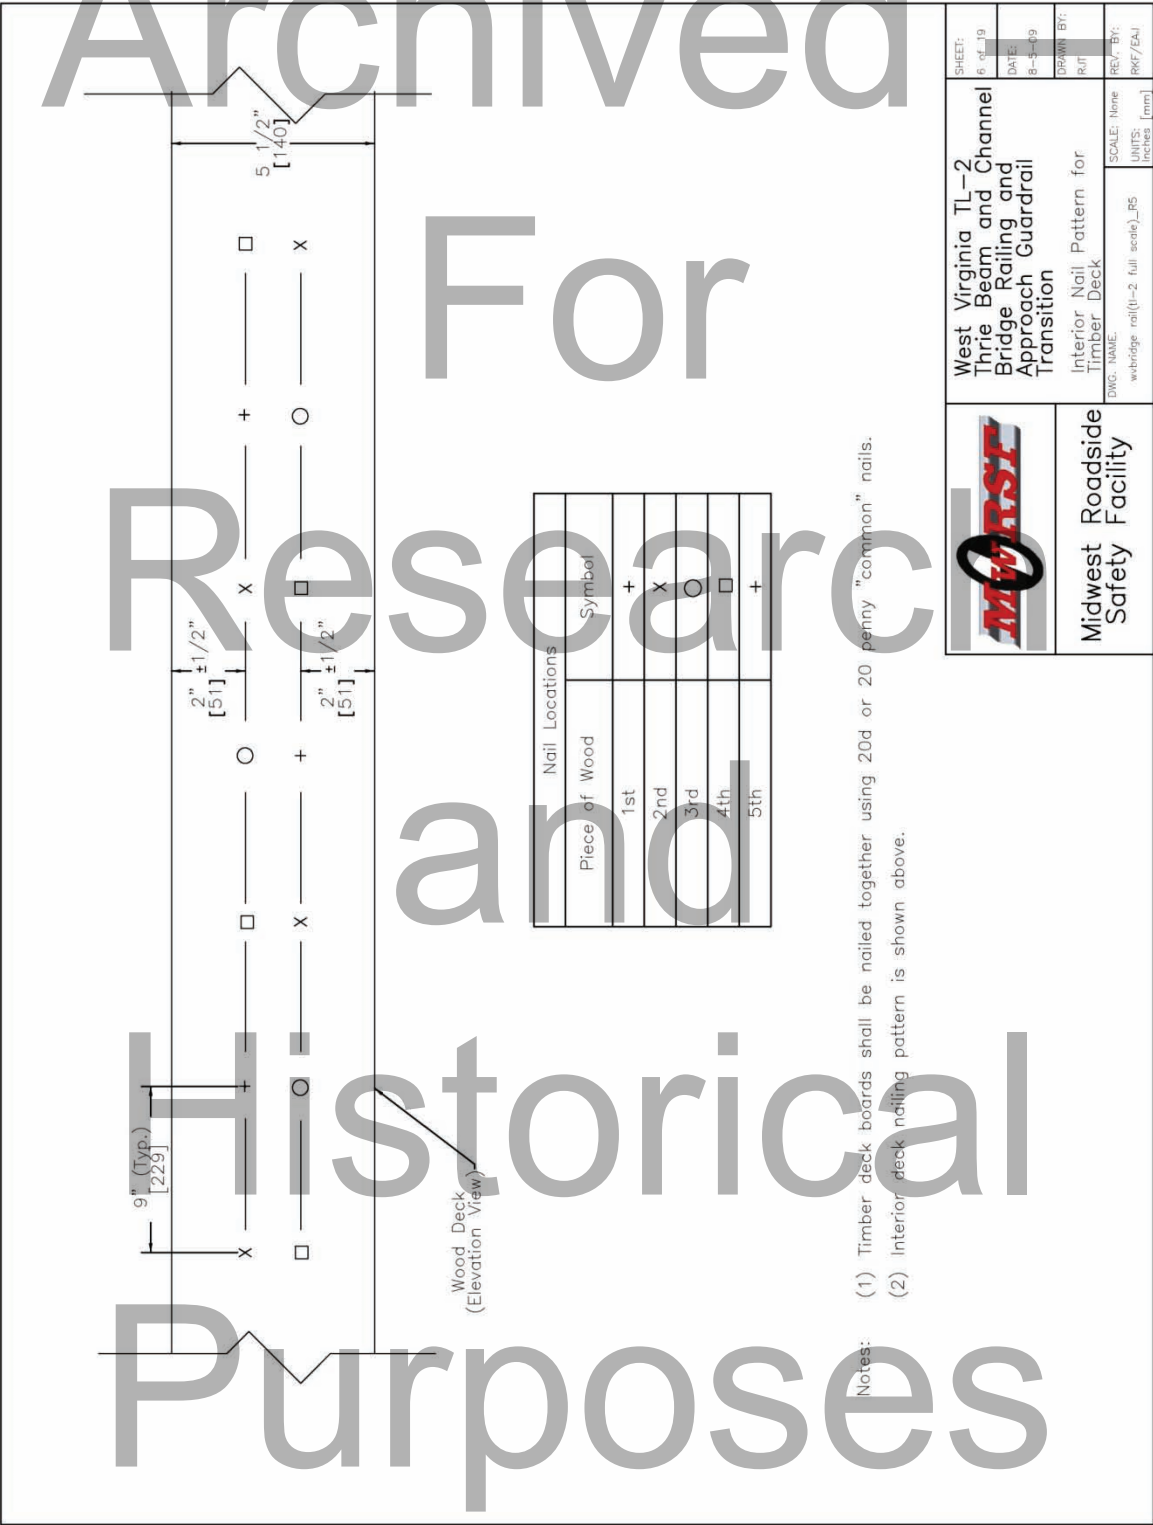 Archived
For
Research
and
Historical
Purposes
9" (Typ.)
[229]
2" ±1/2"
[51]
2" ±1/2"
[51]
5 1/2"
[140]
Wood Deck
(Elevation View)
Nail Locations
Piece of Wood Symbol
1st +
2nd x
3rd ○
4th □
5th +
Notes: (1) Timber deck boards shall be nailed together using 20d or 20 penny "common" nails.
(2) Interior deck nailing pattern is shown above.
MwRSF
Midwest Roadside
Safety Facility
West Virginia TL-2
Thrie Beam and Channel
Bridge Railing and
Approach Guardrail
Transition
Interior Nail Pattern for
Timber Deck
DWG. NAME.
wvbridge rail(tl-2 full scale)_R5
SCALE: None
UNITS:
Inches [mm]
SHEET:
6 of 19
DATE:
8-5-09
DRAWN BY:
RJT
REV. BY:
RKF/EAJ